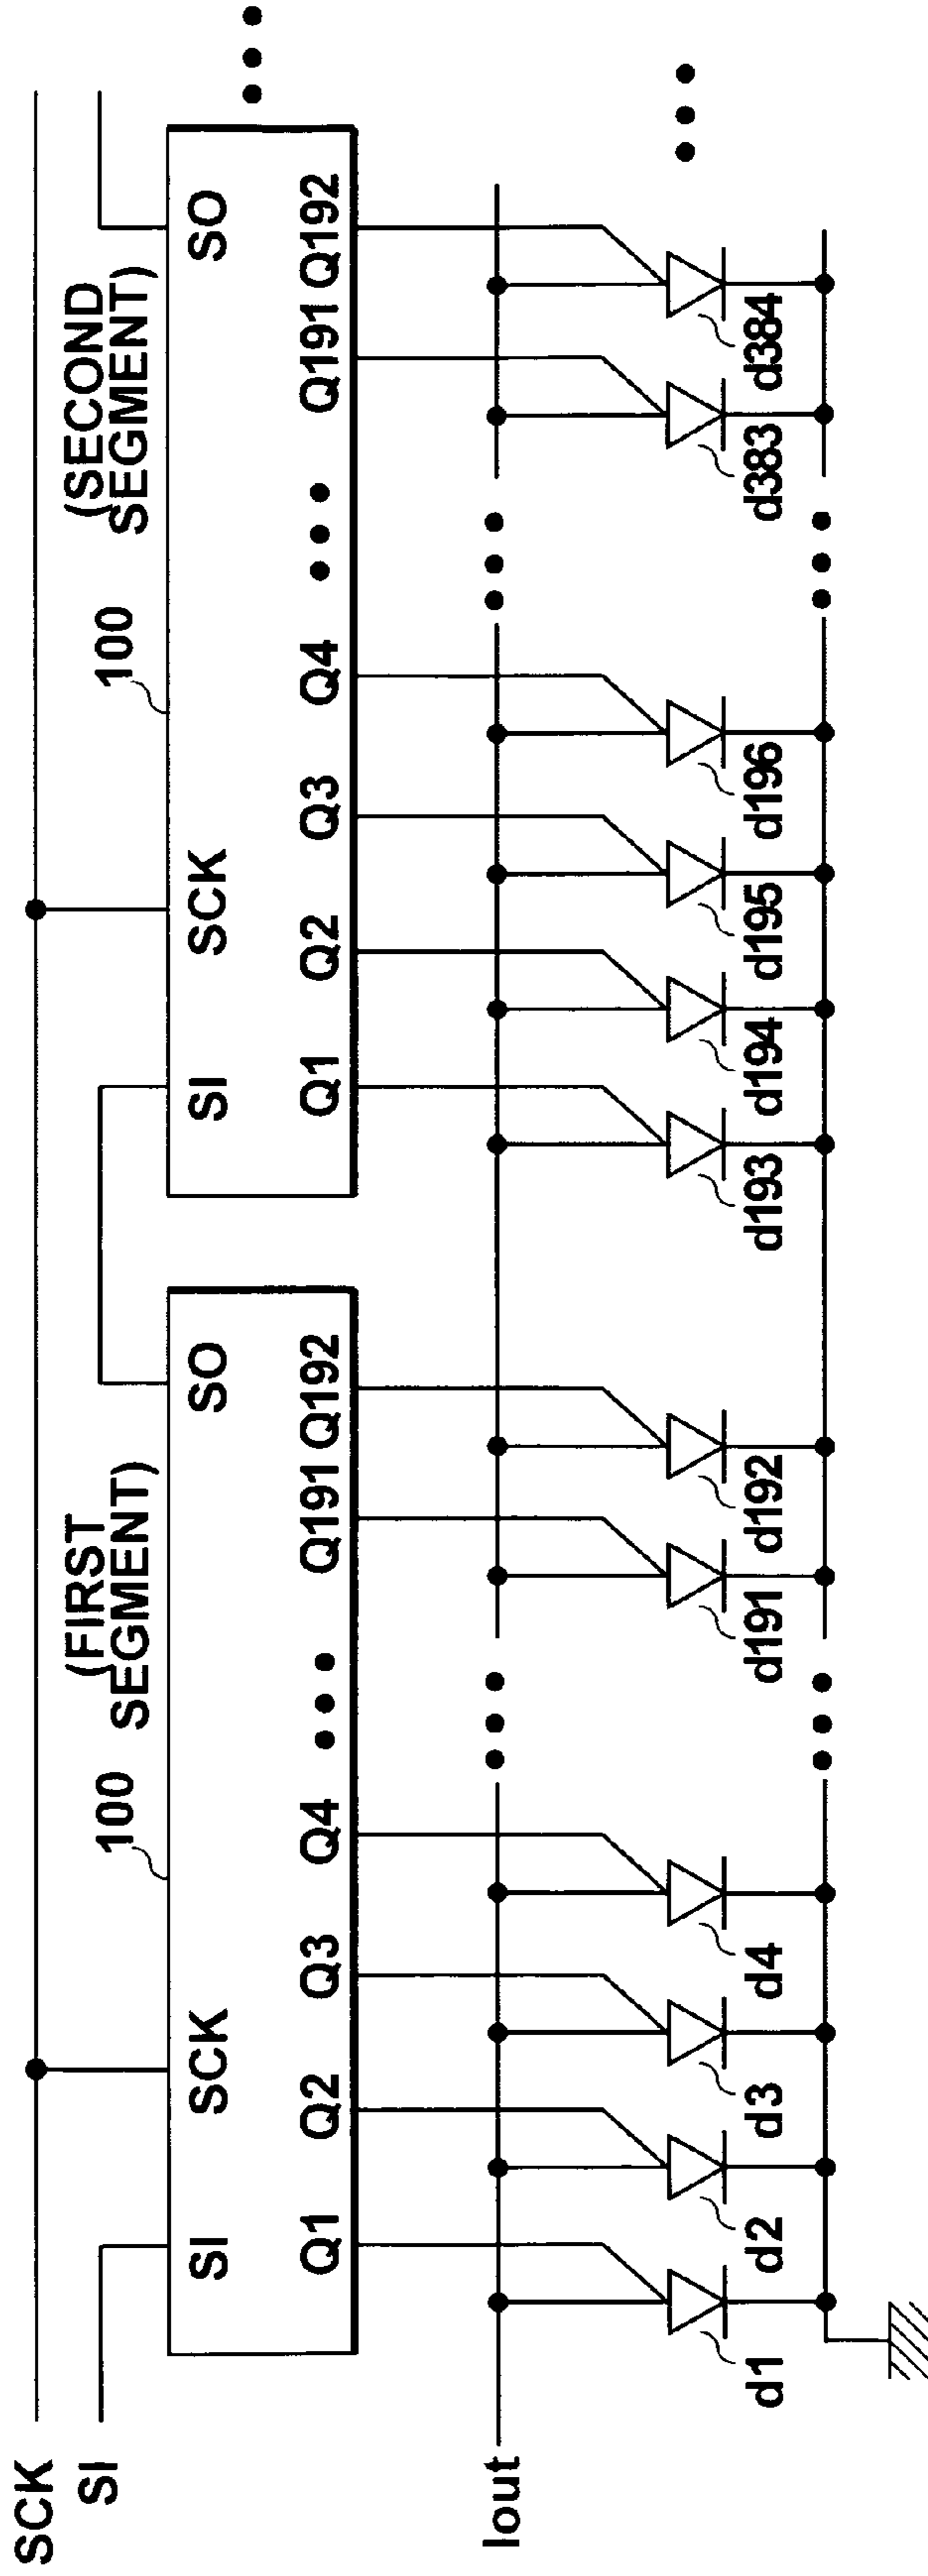 SCK
SI
100 (FIRST SEGMENT)
SI SCK SO
Q1 Q2 Q3 Q4 ••• Q191 Q192
100 (SECOND SEGMENT)
SI SCK SO
Q1 Q2 Q3 Q4 ••• Q191 Q192
Iout
d1 d2 d3 d4 d191 d192 d193 d194 d195 d196 d383 d384